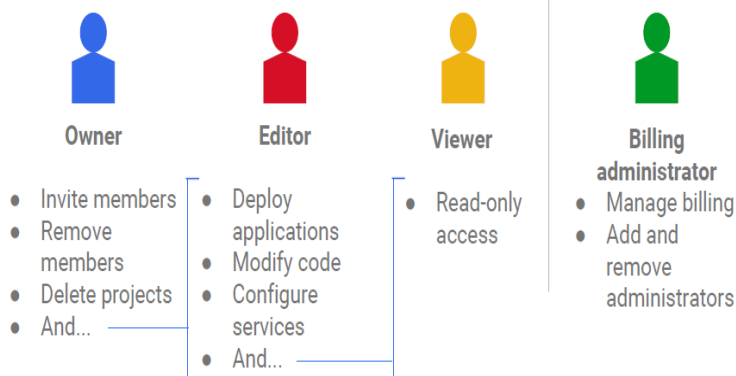 Owner
● Invite members
● Remove
members
● Delete projects
● And...
Editor
● Deploy
applications
● Modify code
● Configure
services
● And...
Viewer
● Read-only
access
Billing
administrator
● Manage billing
● Add and
remove
administrators